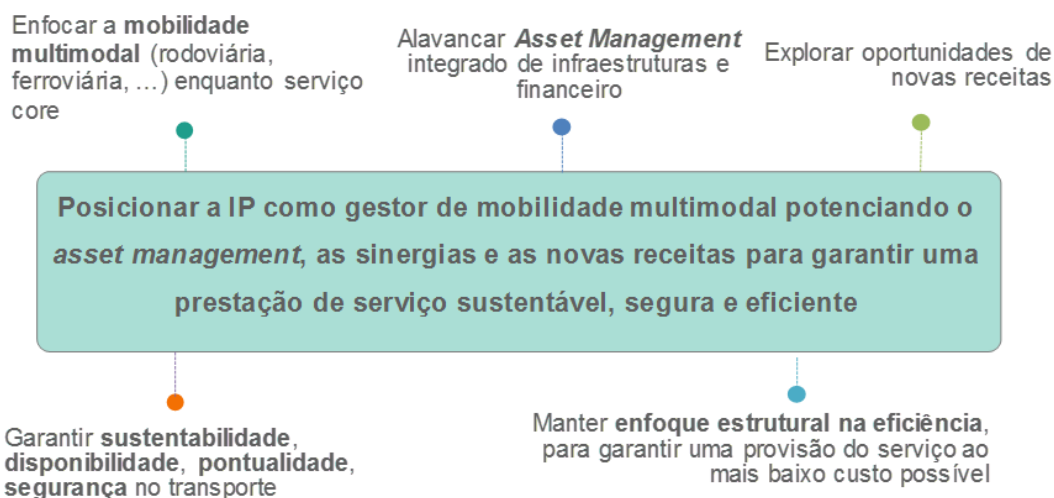 Enfocar a mobilidade
multimodal (rodoviária,
ferroviária, ...) enquanto serviço
core
Alavancar Asset Management
integrado de infraestruturas e
financeiro
Explorar oportunidades de
novas receitas
Posicionar a IP como gestor de mobilidade multimodal potenciando o
asset management, as sinergias e as novas receitas para garantir uma
prestação de serviço sustentável, segura e eficiente
Garantir sustentabilidade,
disponibilidade, pontualidade,
segurança no transporte
Manter enfoque estrutural na eficiência,
para garantir uma provisão do serviço ao
mais baixo custo possível